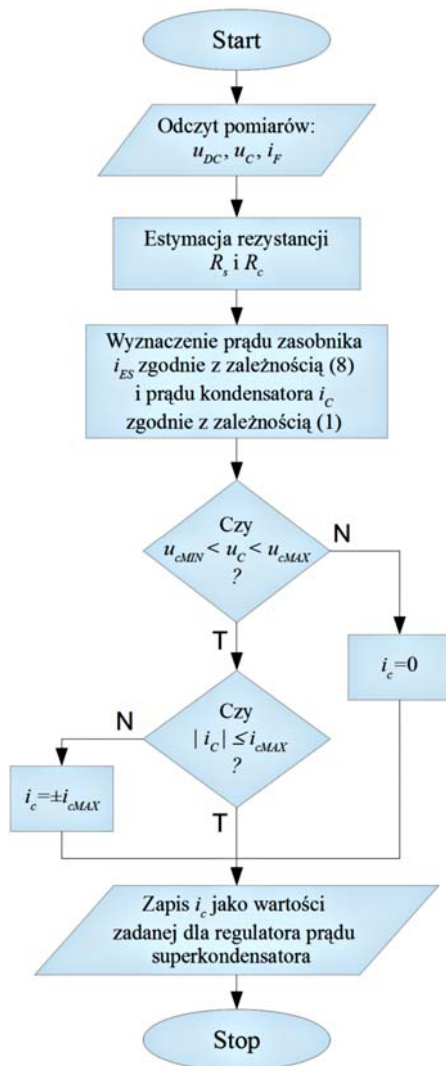 Start
Odczyt pomiarów:
u_DC, u_C, i_F
Estymacja rezystancji
R_s i R_c
Wyznaczenie prądu zasobnika
i_ES zgodnie z zależnością (8)
i prądu kondensatora i_C
zgodnie z zależnością (1)
Czy
u_cMIN < u_C < u_cMAX
?
N
T
i_c=0
Czy
| i_C | ≤ i_cMAX
?
N
i_c=±i_cMAX
T
Zapis i_c jako wartości
zadanej dla regulatora prądu
superkondensatora
Stop